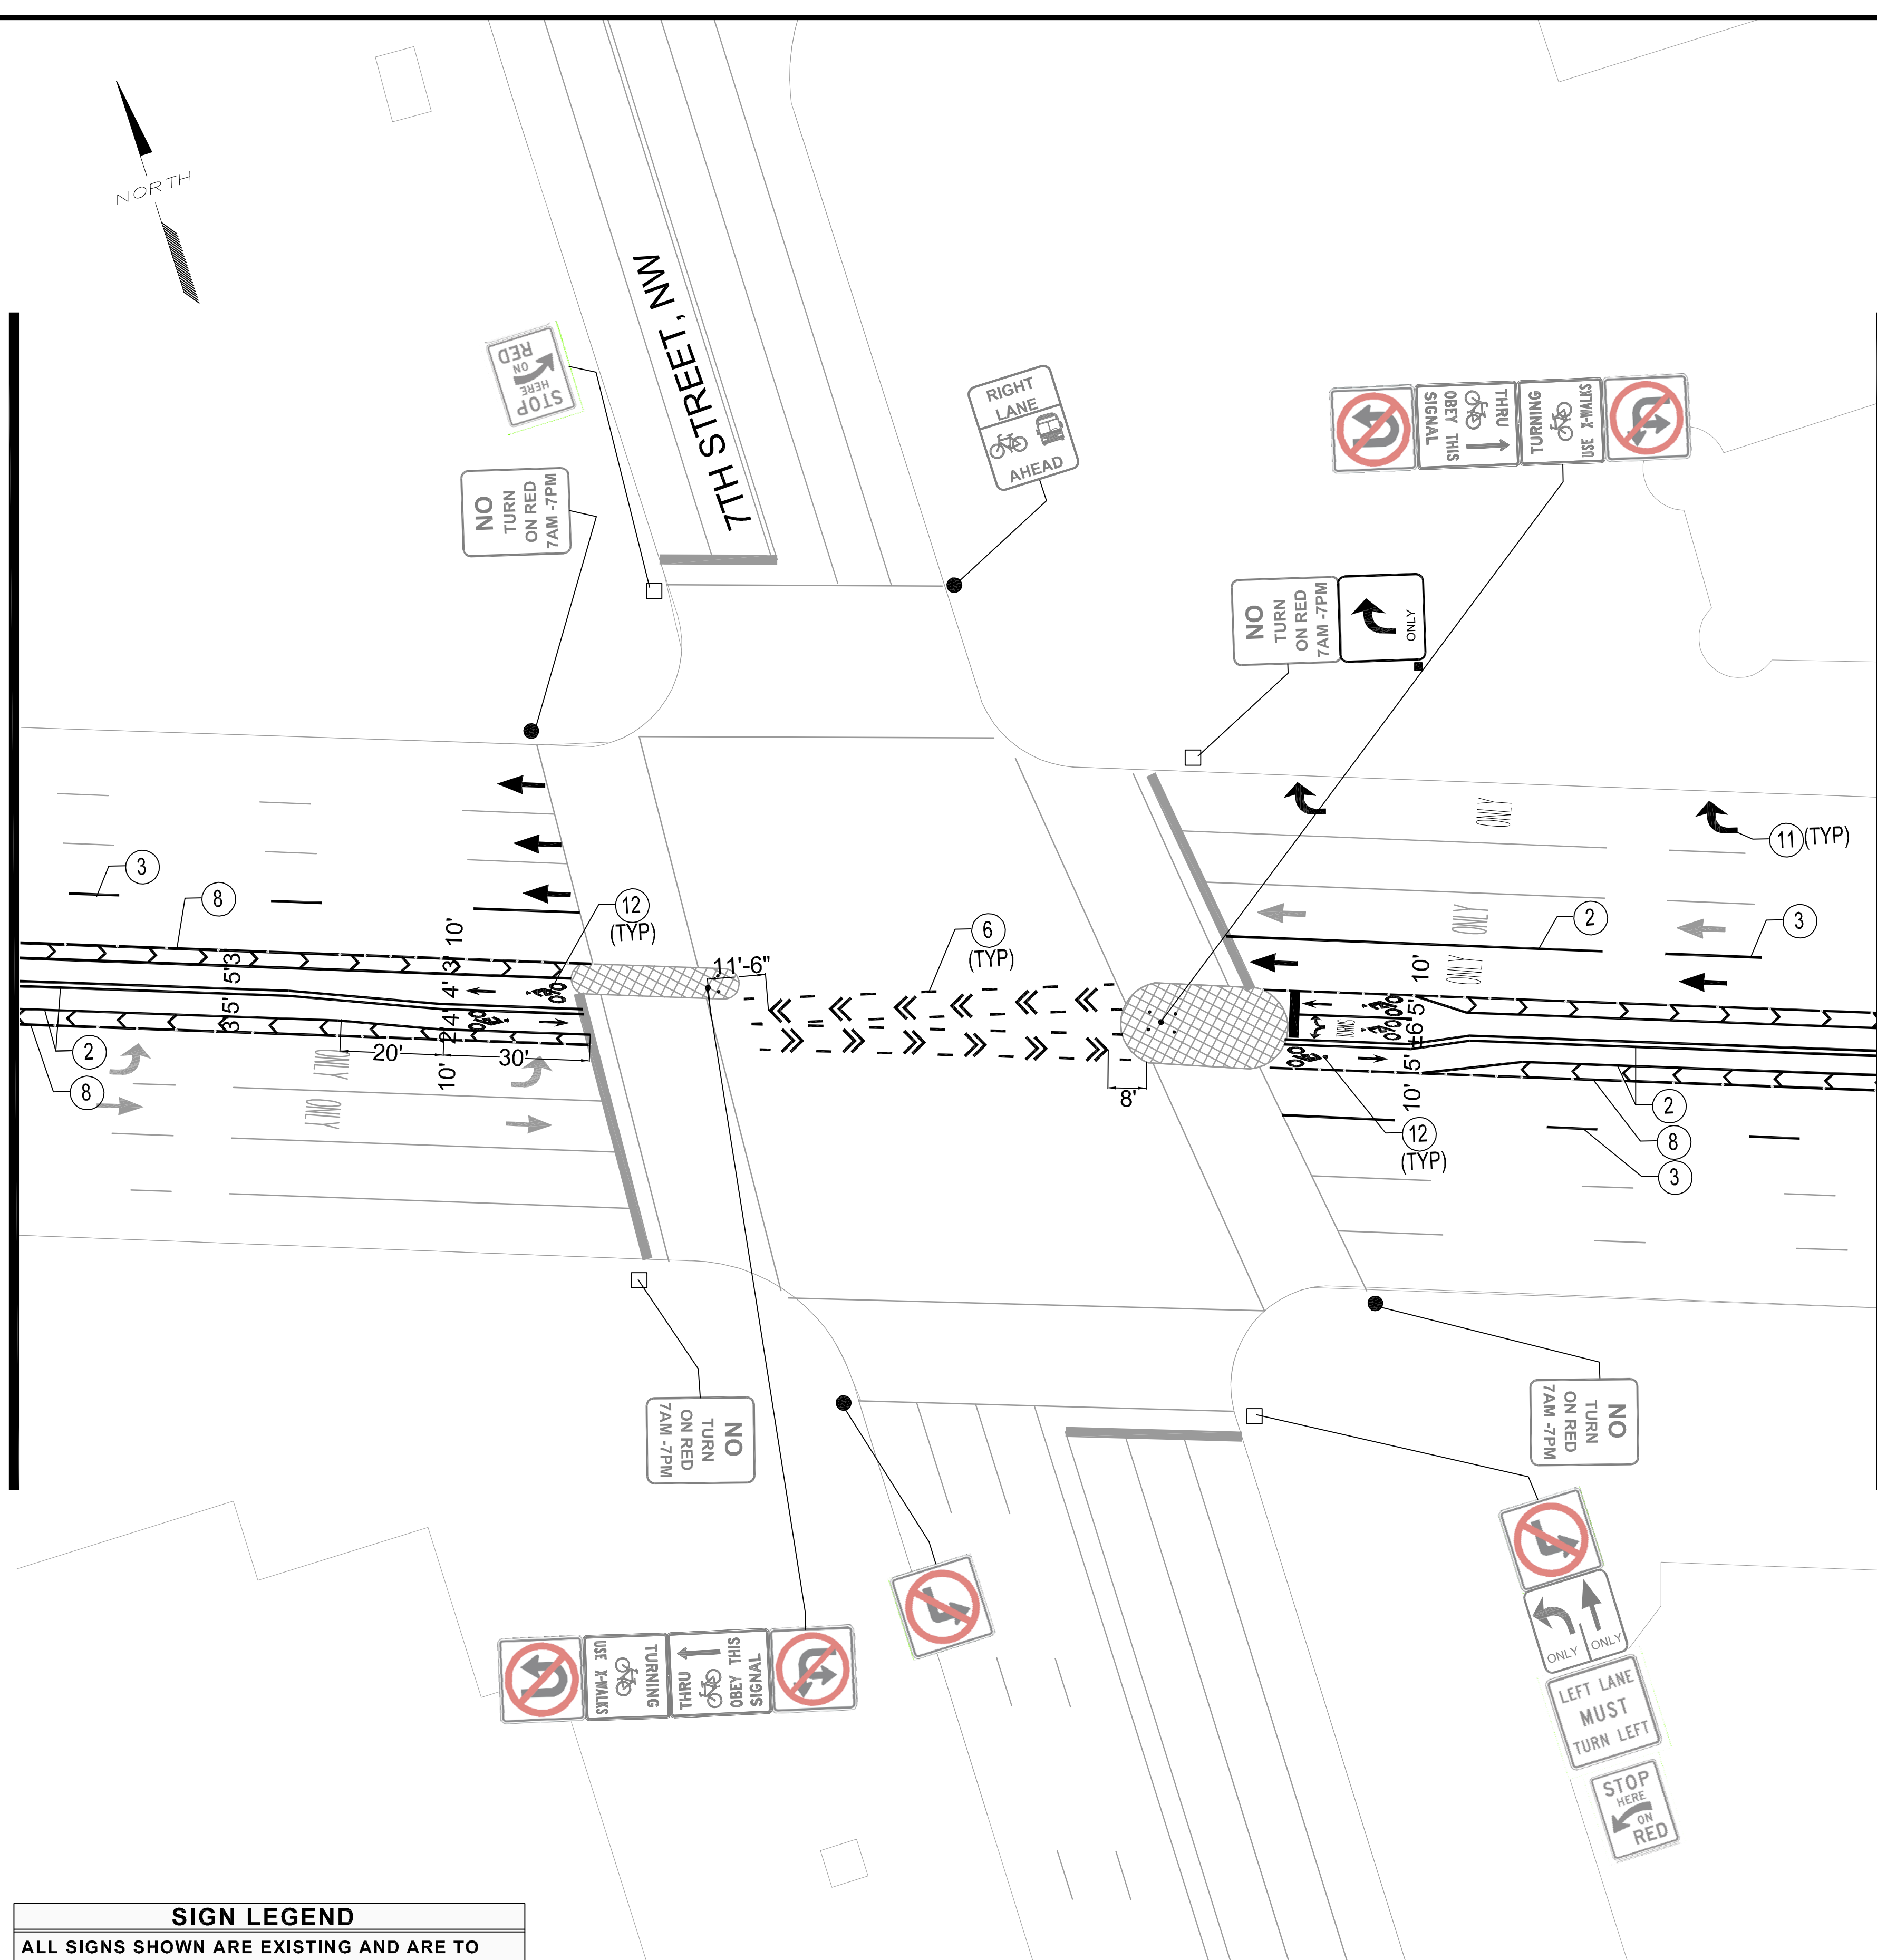 NORTH
7TH STREET, NW
STOP
HERE
ON
RED
NO
TURN
ON RED
7AM -7PM
RIGHT
LANE
AHEAD
OBEY THIS
SIGNAL
THRU
TURNING
USE X-WALKS
NO
TURN
ON RED
7AM -7PM
ONLY
ONLY
11 (TYP)
3
8
12
(TYP)
6
(TYP)
ONLY
2
3
ONLY
10'
3'
5'
5'
3'
10'
3'
4'
4'
2'
10'
11'-6"
20'
30'
8'
10'
5'
±6'
5'
10'
TURNS
2
8
ONLY
ONLY
12
(TYP)
2
8
3
NO
TURN
ON RED
7AM -7PM
NO
TURN
ON RED
7AM -7PM
USE X-WALKS
TURNING
THRU
OBEY THIS
SIGNAL
ONLY
ONLY
LEFT LANE
MUST
TURN LEFT
STOP
HERE
ON
RED
SIGN LEGEND
ALL SIGNS SHOWN ARE EXISTING AND ARE TO